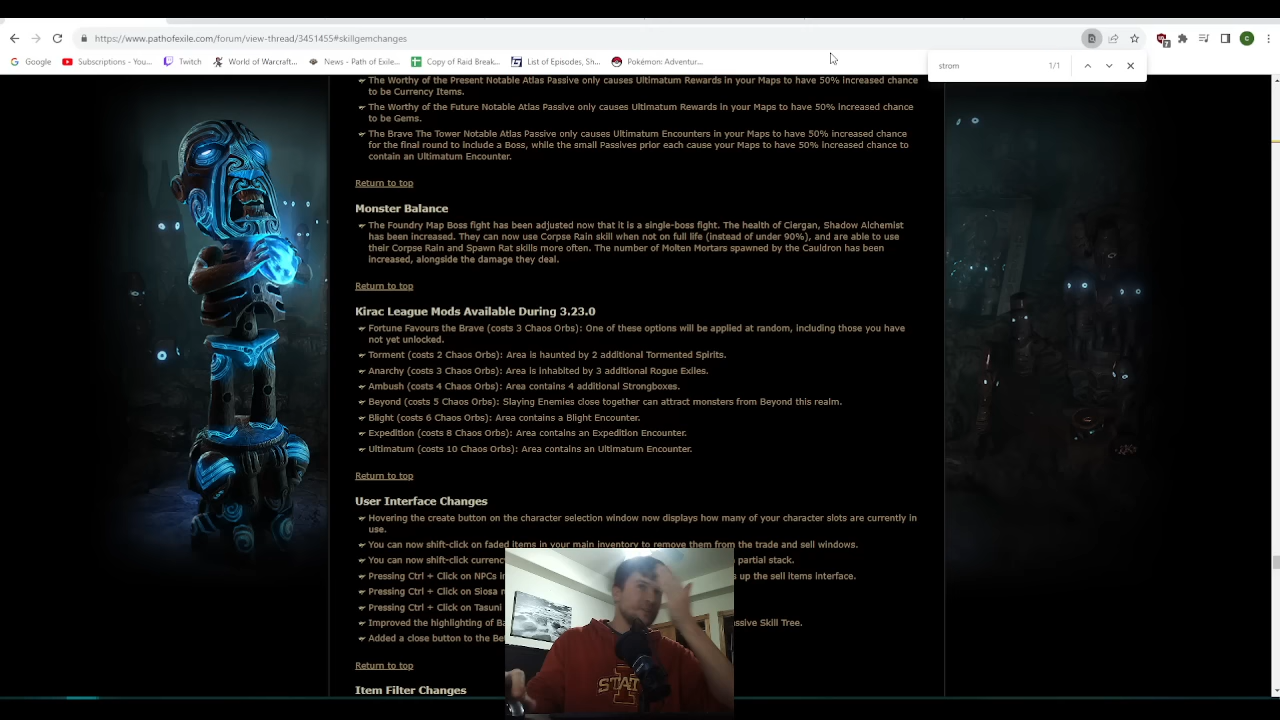 https://www.pathofexile.com/forum/view-thread/3451455#skillgemchanges
Google
Subscriptions - You...
Twitch
World of Warcraft...
News - Path of Exile...
Copy of Raid Break...
List of Episodes, Sh...
Pokémon: Adventur...
strom
1/1
The Worthy of the Present Notable Atlas Passive only causes Ultimatum Rewards in your Maps to have 50% increased chance
to be Currency Items.
The Worthy of the Future Notable Atlas Passive only causes Ultimatum Rewards in your Maps to have 50% increased chance
to be Gems.
The Brave The Tower Notable Atlas Passive only causes Ultimatum Encounters in your Maps to have 50% increased chance
for the final round to include a Boss, while the small Passives prior each cause your Maps to have 50% increased chance to
contain an Ultimatum Encounter.
Return to top
Monster Balance
The Foundry Map Boss fight has been adjusted now that it is a single-boss fight. The health of Ciergan, Shadow Alchemist
has been increased. They can now use Corpse Rain skill when not on full life (instead of under 90%), and are able to use
their Corpse Rain and Spawn Rat skills more often. The number of Molten Mortars spawned by the Cauldron has been
increased, alongside the damage they deal.
Return to top
Kirac League Mods Available During 3.23.0
Fortune Favours the Brave (costs 3 Chaos Orbs): One of these options will be applied at random, including those you have
not yet unlocked.
Torment (costs 2 Chaos Orbs): Area is haunted by 2 additional Tormented Spirits.
Anarchy (costs 3 Chaos Orbs): Area is inhabited by 3 additional Rogue Exiles.
Ambush (costs 4 Chaos Orbs): Area contains 4 additional Strongboxes.
Beyond (costs 5 Chaos Orbs): Slaying Enemies close together can attract monsters from Beyond this realm.
Blight (costs 6 Chaos Orbs): Area contains a Blight Encounter.
Expedition (costs 8 Chaos Orbs): Area contains an Expedition Encounter.
Ultimatum (costs 10 Chaos Orbs): Area contains an Ultimatum Encounter.
Return to top
User Interface Changes
Hovering the create button on the character selection window now displays how many of your character slots are currently in
use.
You can now shift-click on faded items in your main inventory to remove them from the trade and sell windows.
You can now shift-click currenc partial stack.
Pressing Ctrl + Click on NPCs in s up the sell items interface.
Pressing Ctrl + Click on Siosa
Pressing Ctrl + Click on Tasuni
Improved the highlighting of Ba assive Skill Tree.
Added a close button to the Be
Return to top
Item Filter Changes
STATE